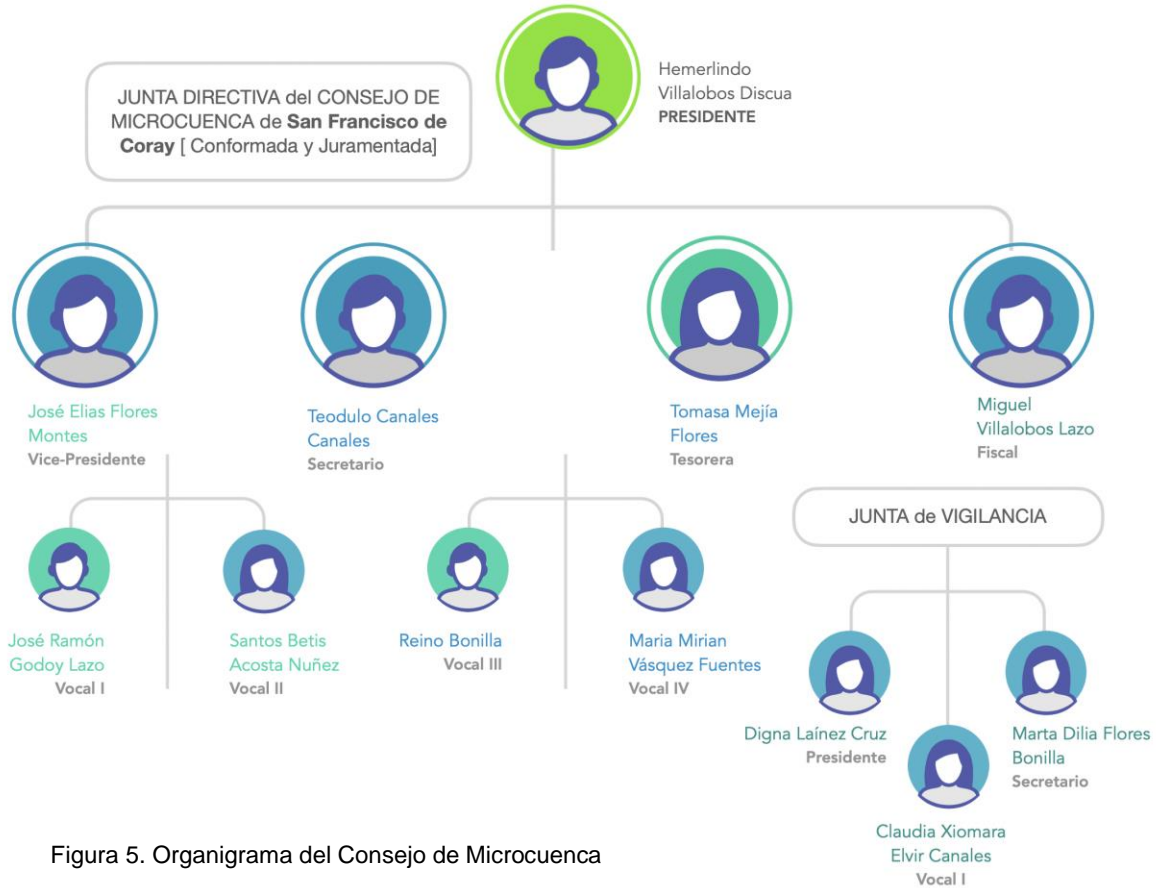 Hemerlindo
Villalobos Discua
PRESIDENTE
JUNTA DIRECTIVA del CONSEJO DE
MICROCUENCA de San Francisco de
Coray [ Conformada y Juramentada]
José Elias Flores
Montes
Vice-Presidente
Teodulo Canales
Canales
Secretario
Tomasa Mejía
Flores
Tesorera
Miguel
Villalobos Lazo
Fiscal
José Ramón
Godoy Lazo
Vocal I
Santos Betis
Acosta Nuñez
Vocal II
Reino Bonilla
Vocal III
Maria Mirian
Vásquez Fuentes
Vocal IV
JUNTA de VIGILANCIA
Digna Laínez Cruz
Presidente
Marta Dilia Flores
Bonilla
Secretario
Claudia Xiomara
Elvir Canales
Vocal I
Figura 5. Organigrama del Consejo de Microcuenca